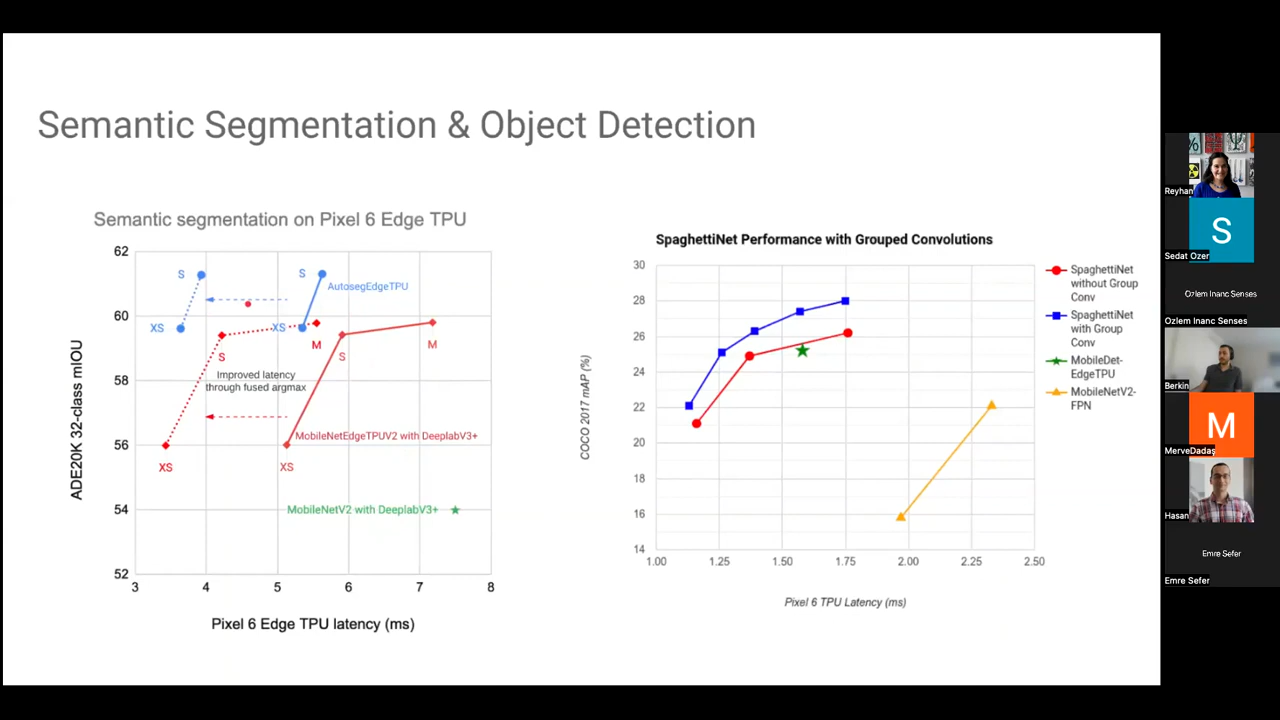 Semantic Segmentation & Object Detection
Semantic segmentation on Pixel 6 Edge TPU
62
60
58
56
54
52
3
4
5
6
7
8
ADE20K 32-class mIOU
Pixel 6 Edge TPU latency (ms)
S
XS
S
XS
AutosegEdgeTPU
S
M
S
M
XS
XS
Improved latency
through fused argmax
MobileNetEdgeTPUV2 with DeeplabV3+
MobileNetV2 with DeeplabV3+
SpaghettiNet Performance with Grouped Convolutions
30
28
26
24
22
20
18
16
14
1.00
1.25
1.50
1.75
2.00
2.25
2.50
COCO 2017 mAP (%)
Pixel 6 TPU Latency (ms)
SpaghettiNet
without Group
Conv
SpaghettiNet
with Group
Conv
MobileDet-
EdgeTPU
MobileNetV2-
FPN
Reyhan
S
Sedat Ozer
Ozlem Inanc Senses
Ozlem Inanc Senses
Berkin
M
MerveDadaş
Hasan
Emre Sefer
Emre Sefer